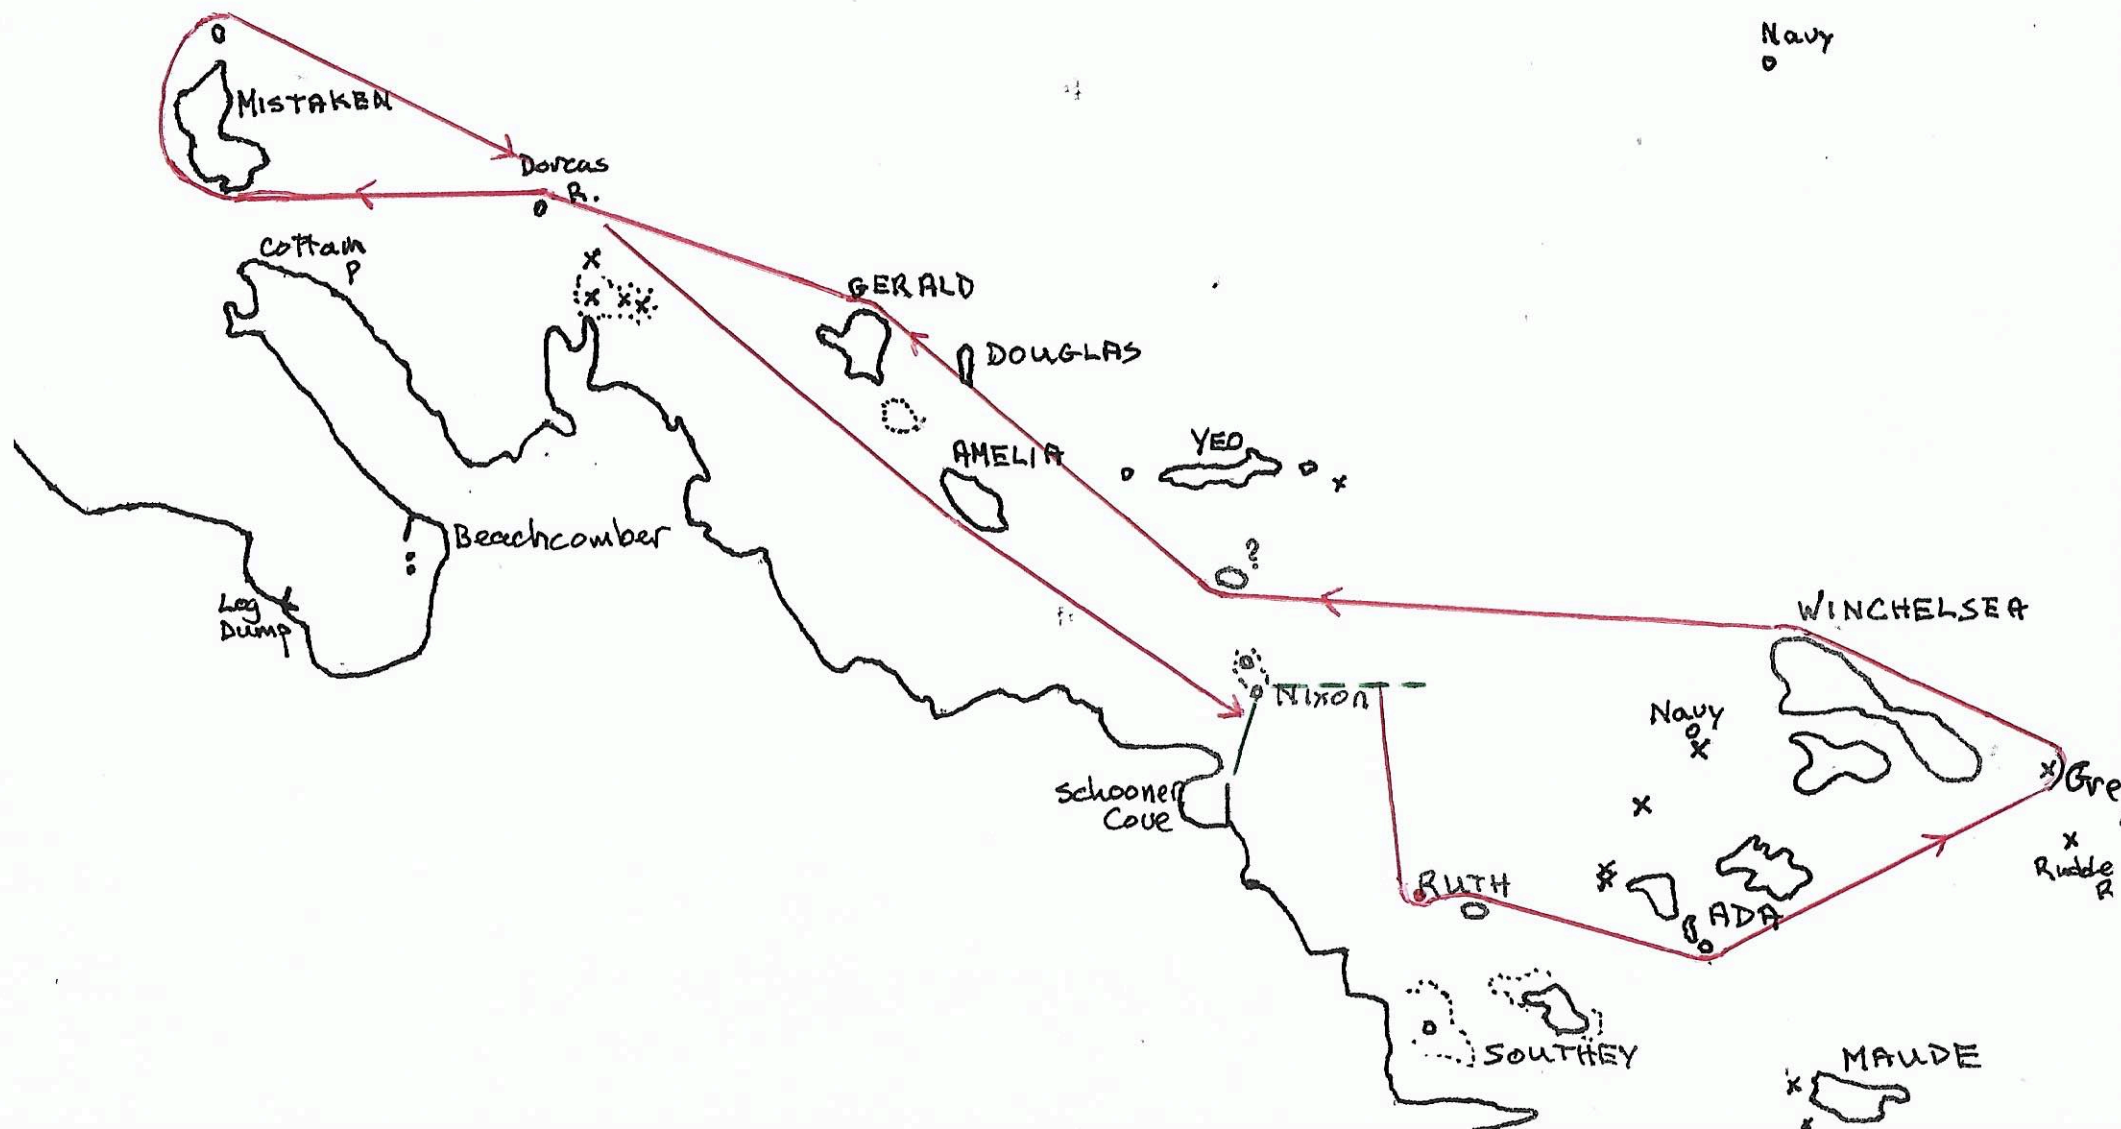 Navy
MISTAKEN
Dorcas
R.
Cottam
P
GERALD
DOUGLAS
YEO
AMELIA
Beachcomber
?
Log
Dump
WINCHELSEA
Nixon
Navy
Schooner
Cove
Gre
Rudde
R
RUTH
ADA
SOUTHEY
MAUDE